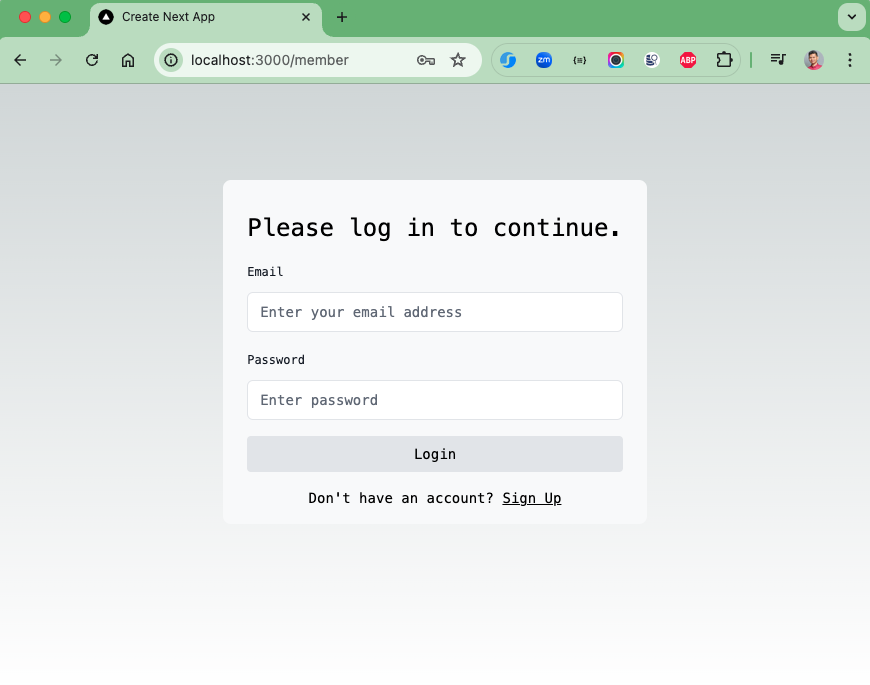 Create Next App
localhost:3000/member
zm
{≡}
ABP
Please log in to continue.
Email
Enter your email address
Password
Enter password
Login
Don't have an account? Sign Up